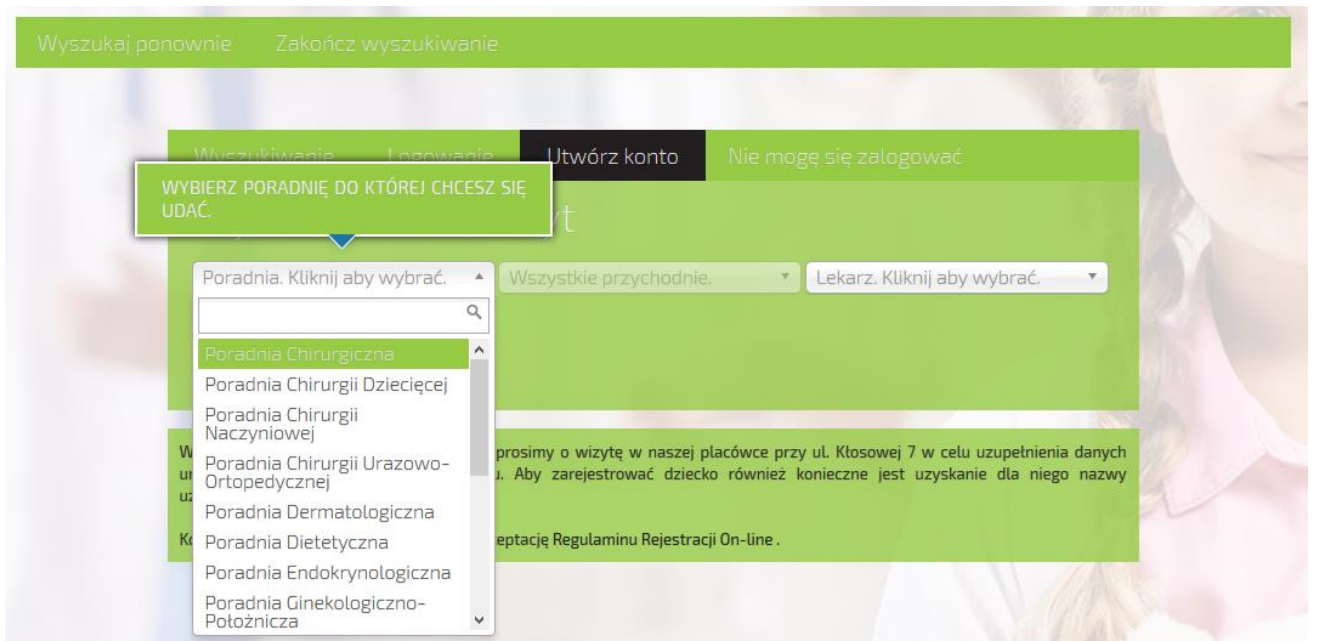 Wyszukaj ponownie Zakończ wyszukiwanie
Wyszukiwanie Logowanie Utwórz konto Nie mogę się zalogować
WYBIERZ PORADNIĘ DO KTÓREJ CHCESZ SIĘ
UDAĆ.
Poradnia. Kliknij aby wybrać. Wszystkie przychodnie. Lekarz. Kliknij aby wybrać.
Poradnia Chirurgiczna
Poradnia Chirurgii Dziecięcej
Poradnia Chirurgii
Naczyniowej
Poradnia Chirurgii Urazowo-
Ortopedycznej
Poradnia Dermatologiczna
Poradnia Dietetyczna
Poradnia Endokrynologiczna
Poradnia Ginekologiczno-
Położnicza
prosimy o wizytę w naszej placówce przy ul. Kłosowej 7 w celu uzupełnienia danych
Aby zarejestrować dziecko również konieczne jest uzyskanie dla niego nazwy
Regulaminu Rejestracji On-line .